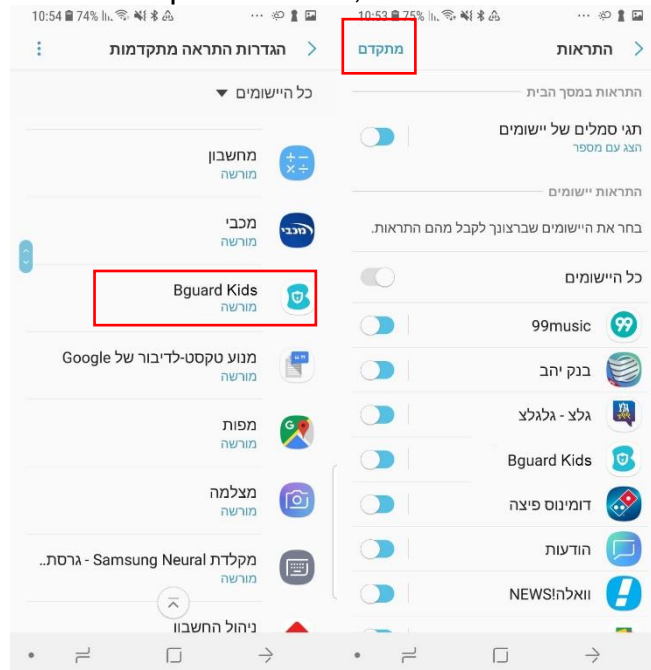 10:53 75%
התראות
מתקדם
התראות במסך הבית
תגי סמלים של יישומים
הצג עם מספר
התראות יישומים
בחר את היישומים שברצונך לקבל מהם התראות.
כל היישומים
99music
בנק יהב
גלצ - גלגלצ
Bguard Kids
דומינוס פיצה
הודעות
וואלה!NEWS
10:54 74%
הגדרות התראה מתקדמות
כל היישומים
מחשבון
מורשה
מכבי
מורשה
Bguard Kids
מורשה
מנוע טקסט-לדיבור של Google
מורשה
מפות
מורשה
מצלמה
מורשה
מקלדת Samsung Neural - גרסת..
מורשה
ניהול החשבון